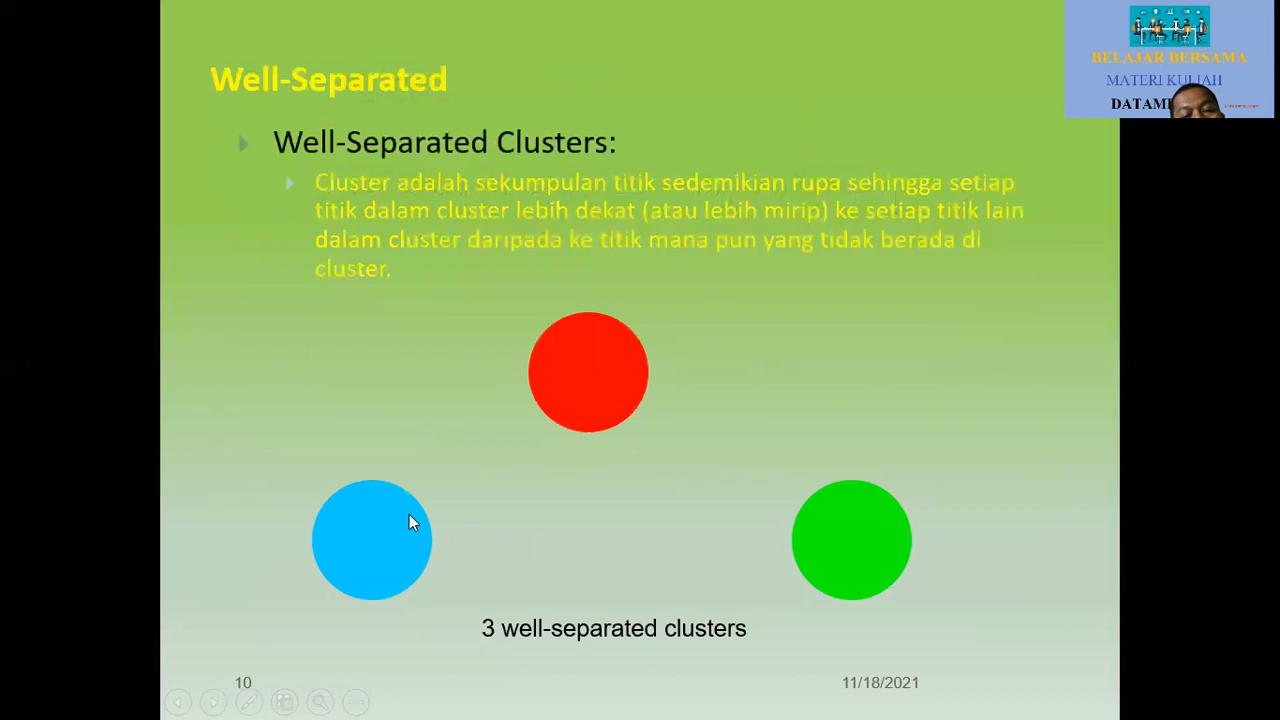 BELAJAR BERSAMA
MATERI KULIAH
Well-Separated
Well-Separated Clusters:
Cluster adalah sekumpulan titik sedemikian rupa sehingga setiap
titik dalam cluster lebih dekat (atau lebih mirip) ke setiap titik lain
dalam cluster daripada ke titik mana pun yang tidak berada di
cluster.
3 well-separated clusters
10
11/18/2021